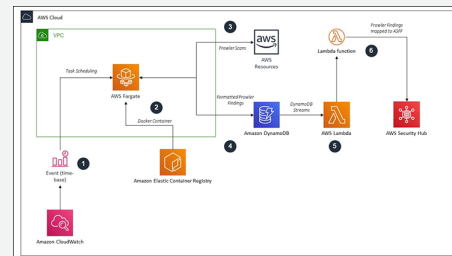 AWS Cloud
VPC
Task Scheduling
AWS Fargate
2
Docker Container
3
Prowler Scans
aws
AWS
Resources
Lambda function
6
Prowler Findings
mapped to ASFF
Formatted Prowler
Findings
4
Amazon DynamoDB
DynamoDB
Streams
AWS Lambda
5
AWS Security Hub
1
Event (time-
base)
Amazon Elastic Container Registry
Amazon CloudWatch